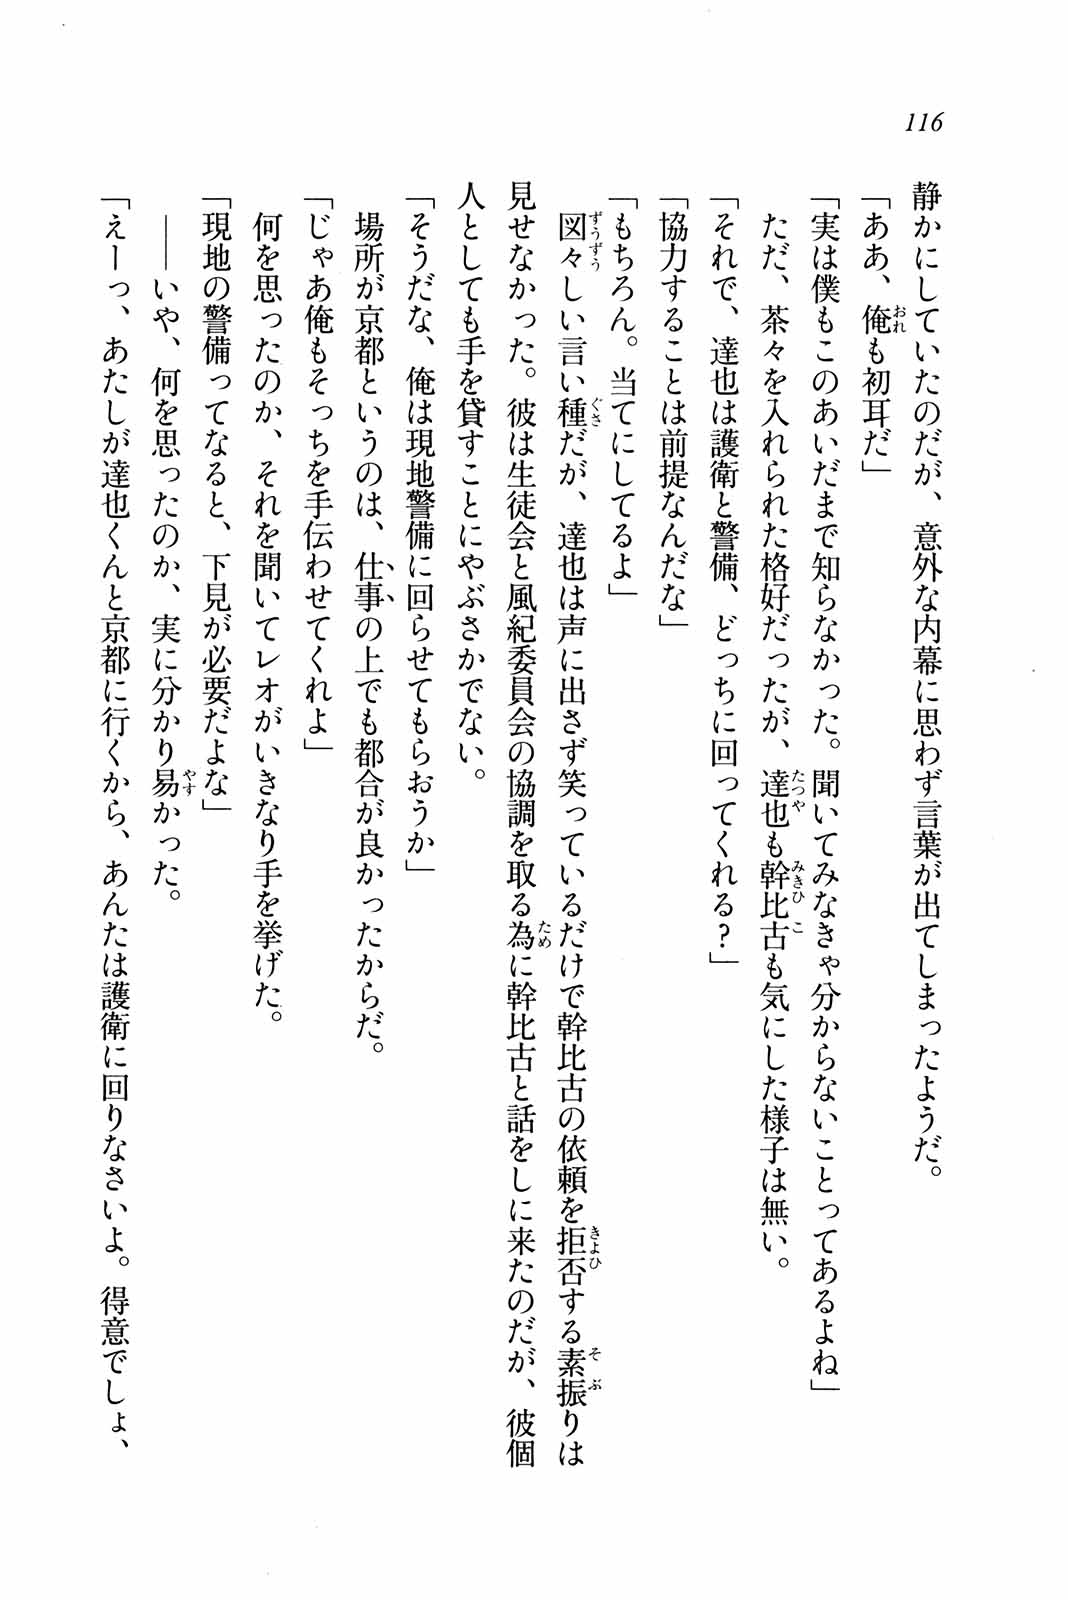 116
静かにしていたのだが、意外な内幕に思わず言葉が出てしまったようだ。
「ああ、俺も初耳だ」
「実は僕もこのあいだまで知らなかった。聞いてみなきゃ分からないことってあるよね」
ただ、茶々を入れられた格好だったが、達也も幹比古も気にした様子は無い。
「それで、達也は護衛と警備、どっちに回ってくれる？」
「協力することは前提なんだな」
「もちろん。当てにしてるよ」
図々しい言い種だが、達也は声に出さず笑っているだけで幹比古の依頼を拒否する素振りは
見せなかった。彼は生徒会と風紀委員会の協調を取る為に幹比古と話をしに来たのだが、彼個
人としても手を貸すことにやぶさかでない。
「そうだな、俺は現地警備に回らせてもらおうか」
場所が京都というのは、仕事の上でも都合が良かったからだ。
「じゃあ俺もそっちを手伝わせてくれよ」
何を思ったのか、それを聞いてレオがいきなり手を挙げた。
「現地の警備ってなると、下見が必要だよな」
――いや、何を思ったのか、実に分かり易かった。
「えーっ、あたしが達也くんと京都に行くから、あんたは護衛に回りなさいよ。得意でしょ、